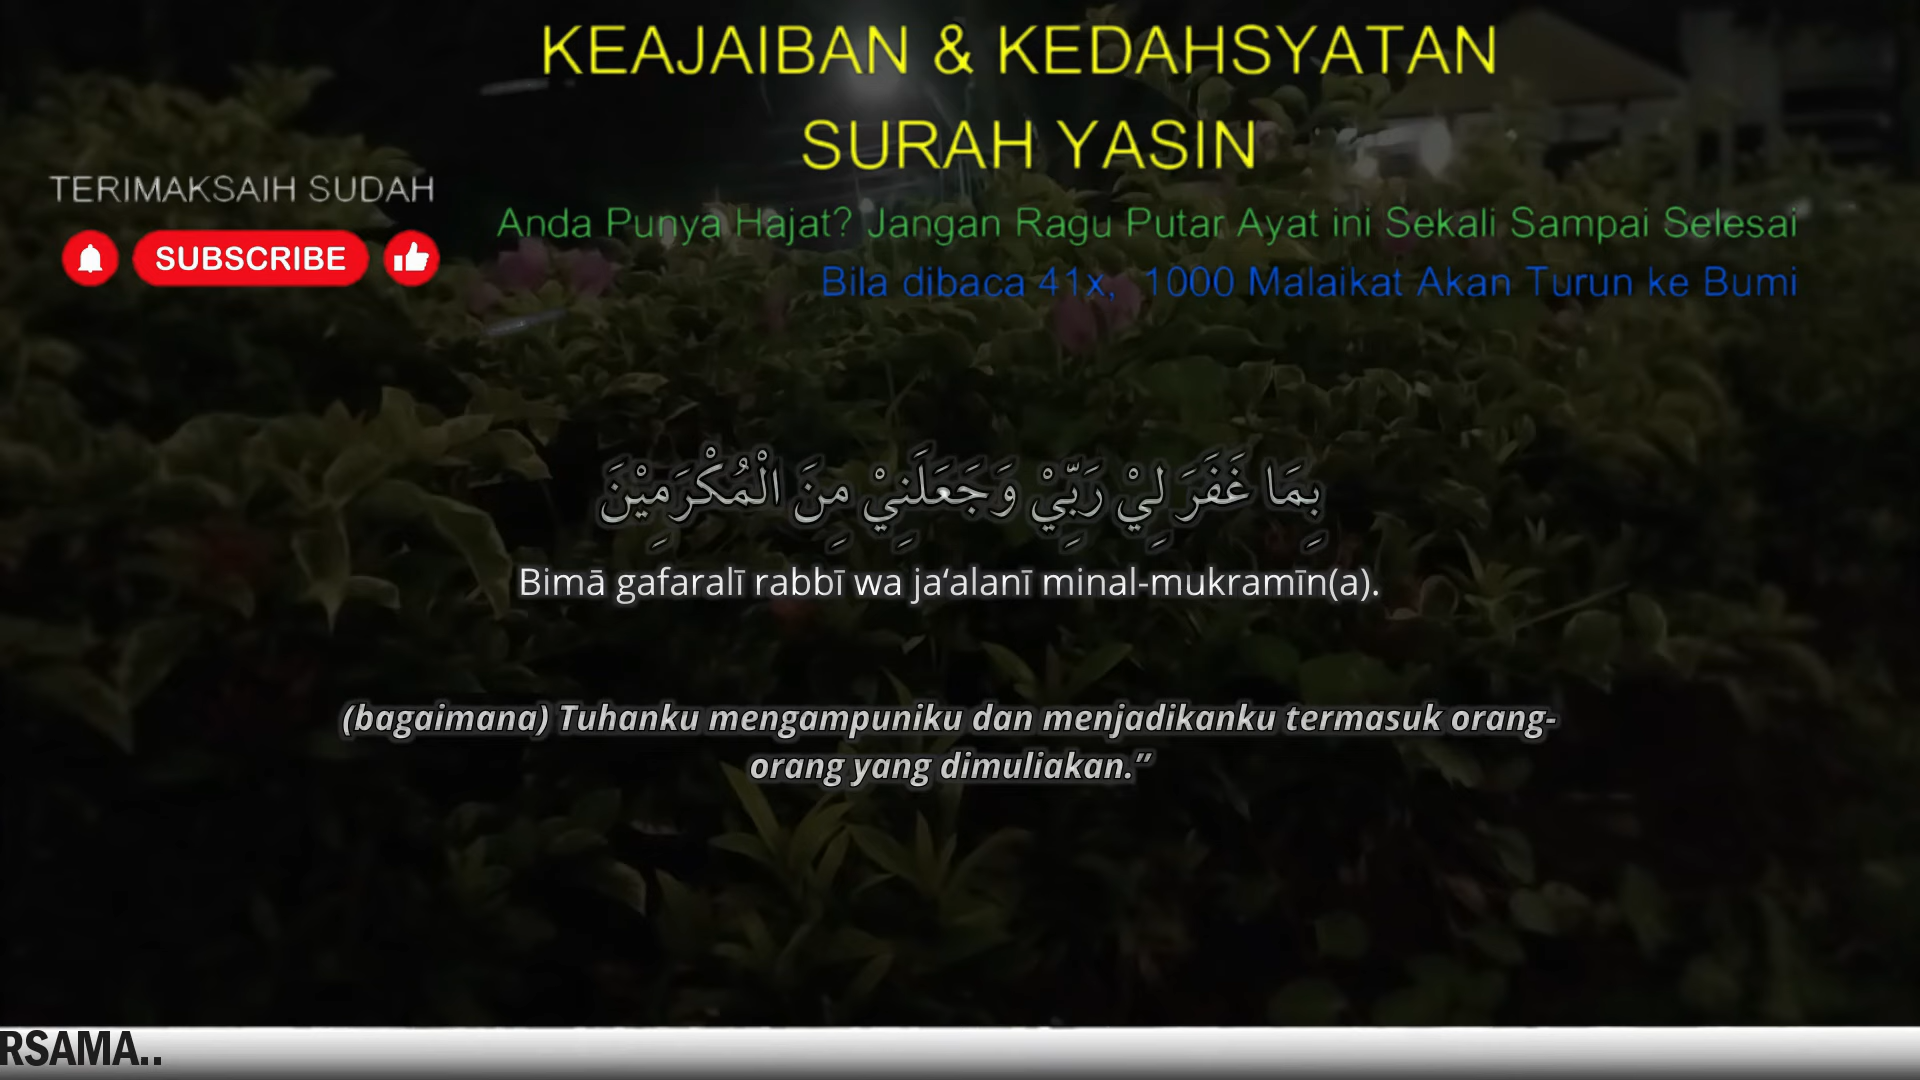 KEAJAIBAN & KEDAHSYATAN
SURAH YASIN
TERIMAKSAIH SUDAH
SUBSCRIBE
Anda Punya Hajat? Jangan Ragu Putar Ayat ini Sekali Sampai Selesai
Bila dibaca 41x, 1000 Malaikat Akan Turun ke Bumi
بِمَا غَفَرَ لِيْ رَبِّيْ وَجَعَلَنِيْ مِنَ الْمُكْرَمِيْنَ
Bimā gafaralī rabbī wa ja‘alanī minal-mukramīn(a).
(bagaimana) Tuhanku mengampuniku dan menjadikanku termasuk orang-
orang yang dimuliakan.”
RSAMA..